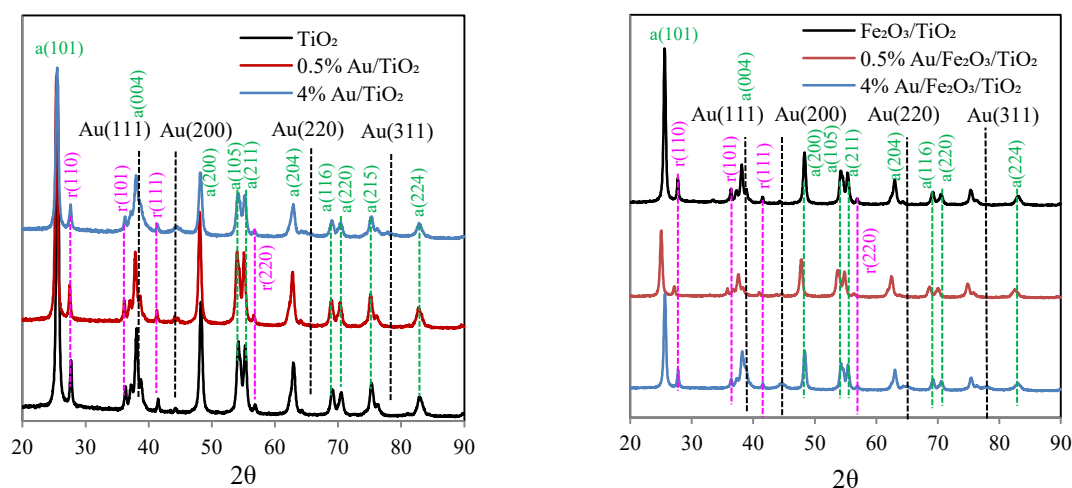 TiO₂
0.5% Au/TiO₂
4% Au/TiO₂
a(101)
Au(111)
a(004)
Au(200)
Au(220)
Au(311)
r(110)
r(101)
r(111)
a(200)
a(105)
a(211)
r(220)
a(204)
a(116)
a(220)
a(215)
a(224)
20 30 40 50 60 70 80 90
2θ
Fe₂O₃/TiO₂
0.5% Au/Fe₂O₃/TiO₂
4% Au/Fe₂O₃/TiO₂
a(101)
Au(111)
a(004)
Au(200)
Au(220)
Au(311)
r(110)
r(101)
r(111)
a(200)
a(105)
a(211)
r(220)
a(204)
a(116)
a(220)
a(224)
20 30 40 50 60 70 80 90
2θ